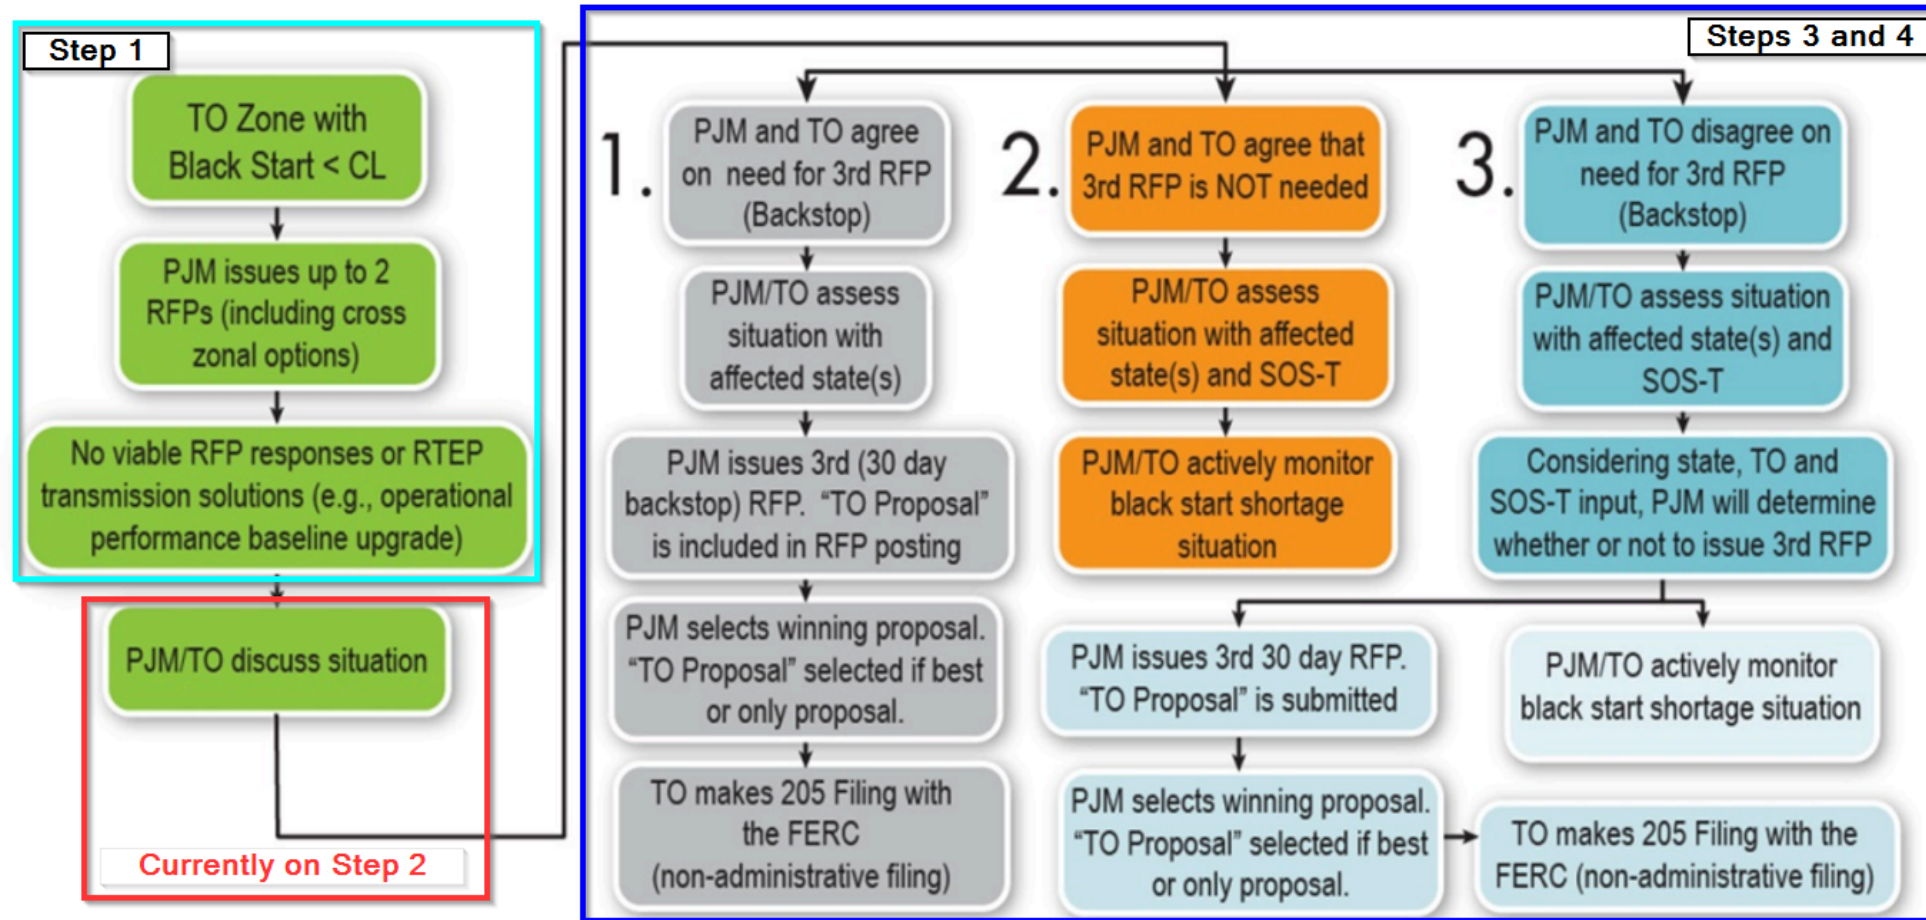 Step 1
TO Zone with
Black Start < CL
PJM issues up to 2
RFPs (including cross
zonal options)
No viable RFP responses or RTEP
transmission solutions (e.g., operational
performance baseline upgrade)
PJM/TO discuss situation
Currently on Step 2
Steps 3 and 4
1.
PJM and TO agree
on need for 3rd RFP
(Backstop)
PJM/TO assess
situation with
affected state(s)
PJM issues 3rd (30 day
backstop) RFP. “TO Proposal”
is included in RFP posting
PJM selects winning proposal.
“TO Proposal” selected if best
or only proposal.
TO makes 205 Filing with
the FERC
(non-administrative filing)
2.
PJM and TO agree that
3rd RFP is NOT needed
PJM/TO assess
situation with affected
state(s) and SOS-T
PJM/TO actively monitor
black start shortage
situation
3.
PJM and TO disagree on
need for 3rd RFP
(Backstop)
PJM/TO assess situation
with affected state(s) and
SOS-T
Considering state, TO and
SOS-T input, PJM will determine
whether or not to issue 3rd RFP
PJM issues 3rd 30 day RFP.
“TO Proposal” is submitted
PJM selects winning proposal.
“TO Proposal” selected if best
or only proposal.
TO makes 205 Filing with the
FERC (non-administrative filing)
PJM/TO actively monitor
black start shortage situation